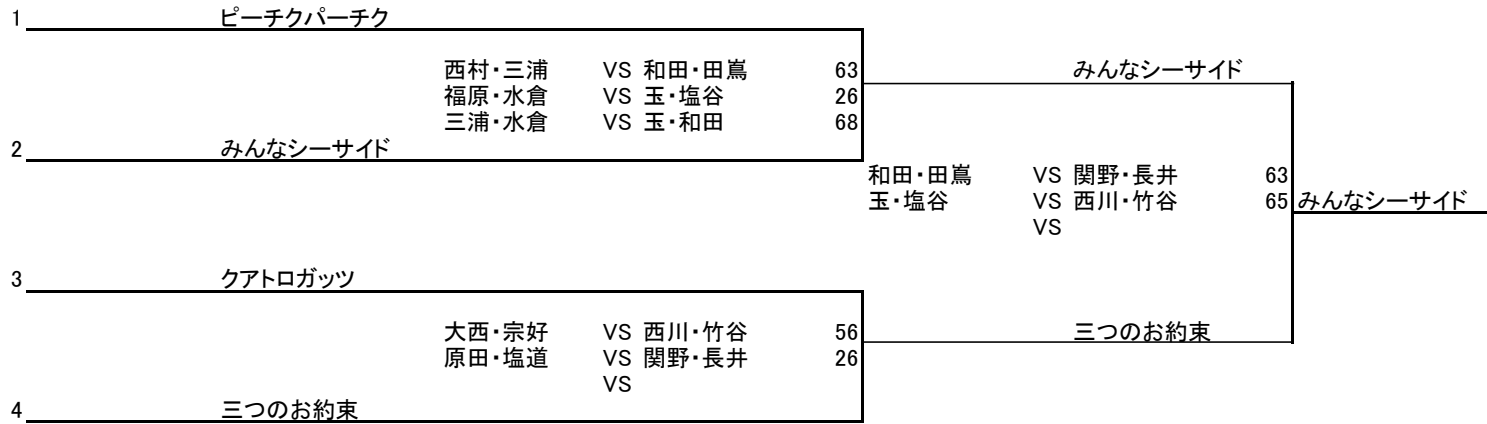 1 ピーチクパーチク
西村・三浦 VS 和田・田嶌 63
みんなシーサイド
福原・水倉 VS 玉・塩谷 26
三浦・水倉 VS 玉・和田 68
2 みんなシーサイド
和田・田嶌 VS 関野・長井 63
玉・塩谷 VS 西川・竹谷 65
みんなシーサイド
VS
3 クアトロガッツ
大西・宗好 VS 西川・竹谷 56
三つのお約束
原田・塩道 VS 関野・長井 26
VS
4 三つのお約束